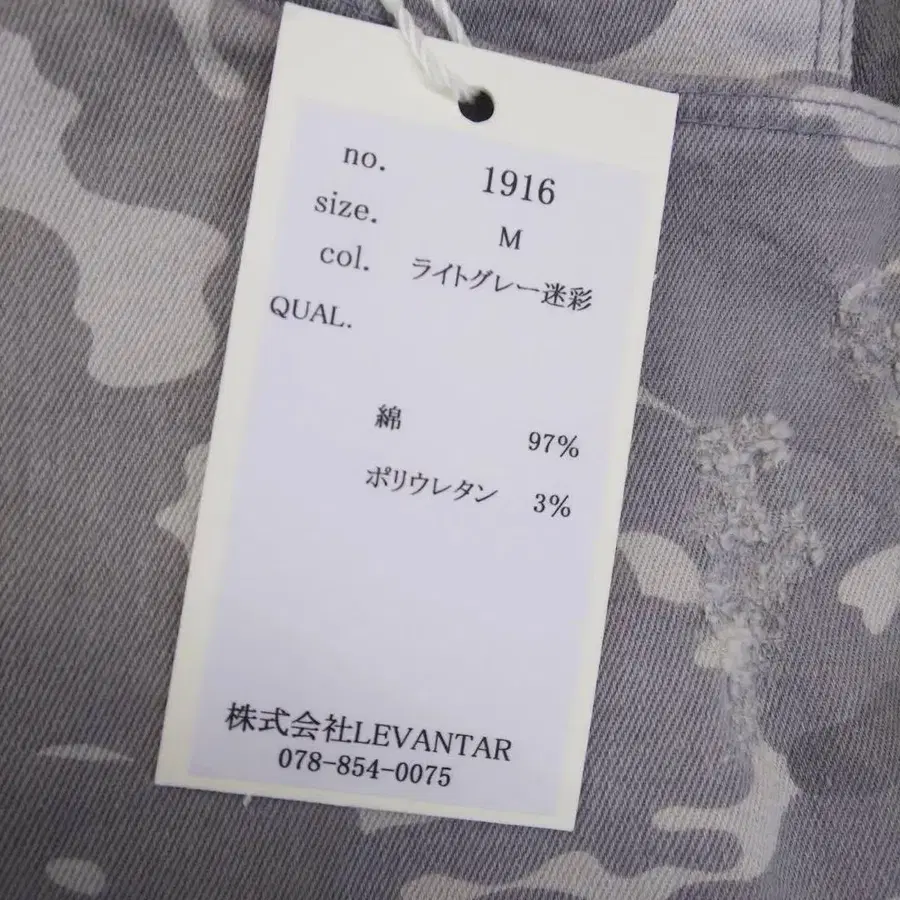 no. 1916
size. M
col. ライトグレー迷彩
QUAL.
綿 97%
ポリウレタン 3%
株式会社LEVANTAR
078-854-0075